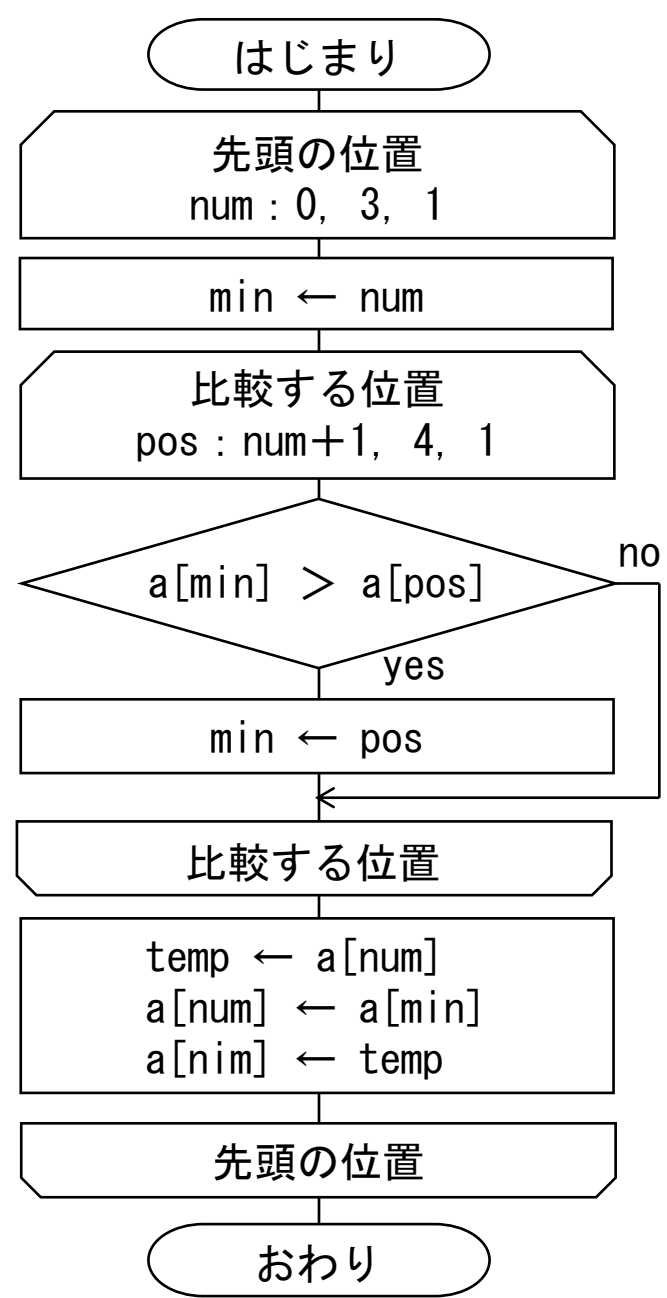 はじまり
先頭の位置
num：0, 3, 1
min ← num
比較する位置
pos：num＋1, 4, 1
a[min] ＞ a[pos]
no
yes
min ← pos
比較する位置
temp ← a[num]
a[num] ← a[min]
a[nim] ← temp
先頭の位置
おわり